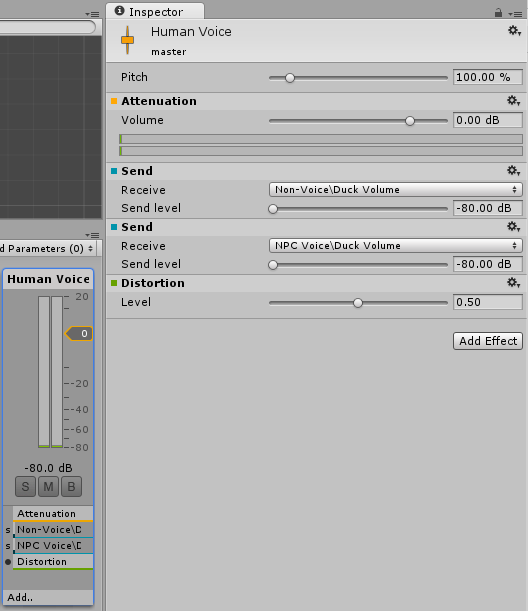 Inspector
Human Voice
master
Pitch 100.00 %
Attenuation
Volume 0.00 dB
Send
Receive Non-Voice\Duck Volume
Send level -80.00 dB
Send
Receive NPC Voice\Duck Volume
Send level -80.00 dB
Distortion
Level 0.50
Add Effect
d Parameters (0)
Human Voice
20
0
-20
-40
-60
-80
-80.0 dB
S M B
Attenuation
s Non-Voice\D
s NPC Voice\D
Distortion
Add..